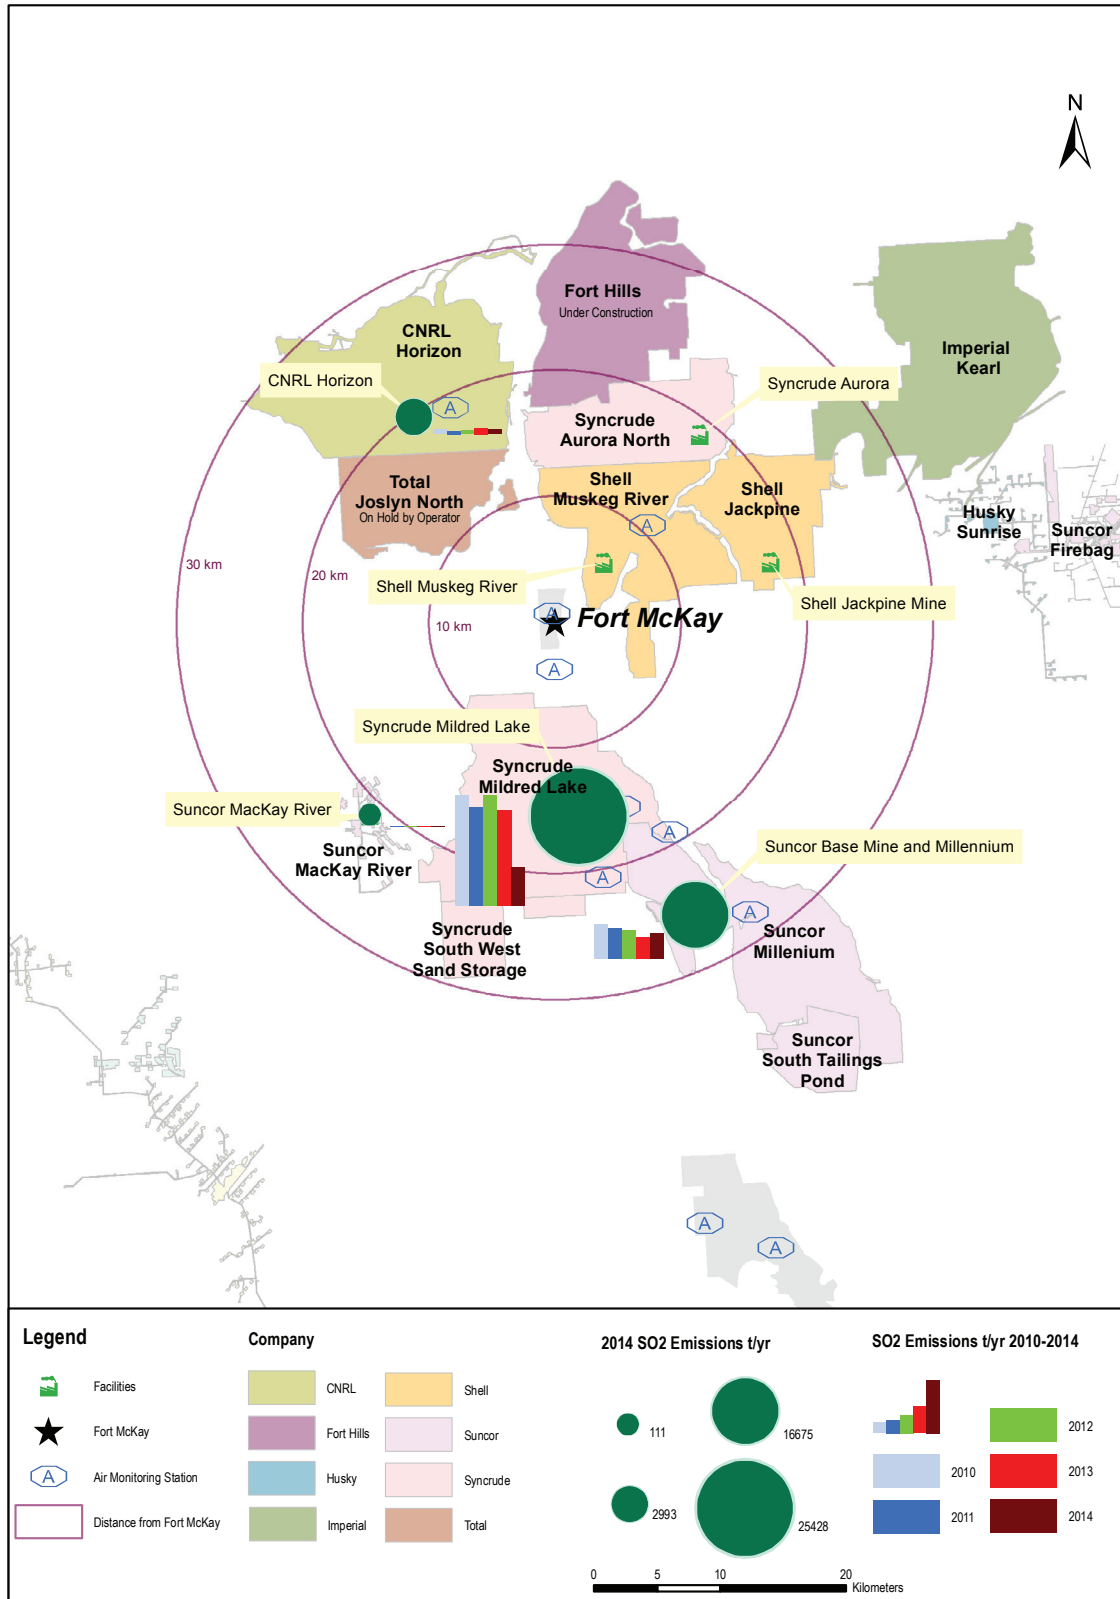 N
Fort Hills
Under Construction
CNRL
Horizon
Imperial
Kearl
CNRL Horizon
Syncrude Aurora
A
Syncrude
Aurora North
Total
Joslyn North
On Hold by Operator
Shell
Muskeg River
Shell
Jackpine
Husky
Sunrise
Suncor
Firebag
A
30 km
20 km
Shell Muskeg River
Shell Jackpine Mine
10 km
A
Fort McKay
A
Syncrude Mildred Lake
Syncrude
Mildred Lake
Suncor MacKay River
A
Suncor
MacKay River
Suncor Base Mine and Millennium
A
A
Suncor
Millenium
Syncrude
South West
Sand Storage
Suncor
South Tailings
Pond
A
A
Legend
Facilities
Fort McKay
A
Air Monitoring Station
Distance from Fort McKay
Company
CNRL
Fort Hills
Husky
Imperial
Shell
Suncor
Syncrude
Total
2014 SO2 Emissions t/yr
111
16675
2993
25428
SO2 Emissions t/yr 2010-2014
2010
2011
2012
2013
2014
0 5 10 20
Kilometers